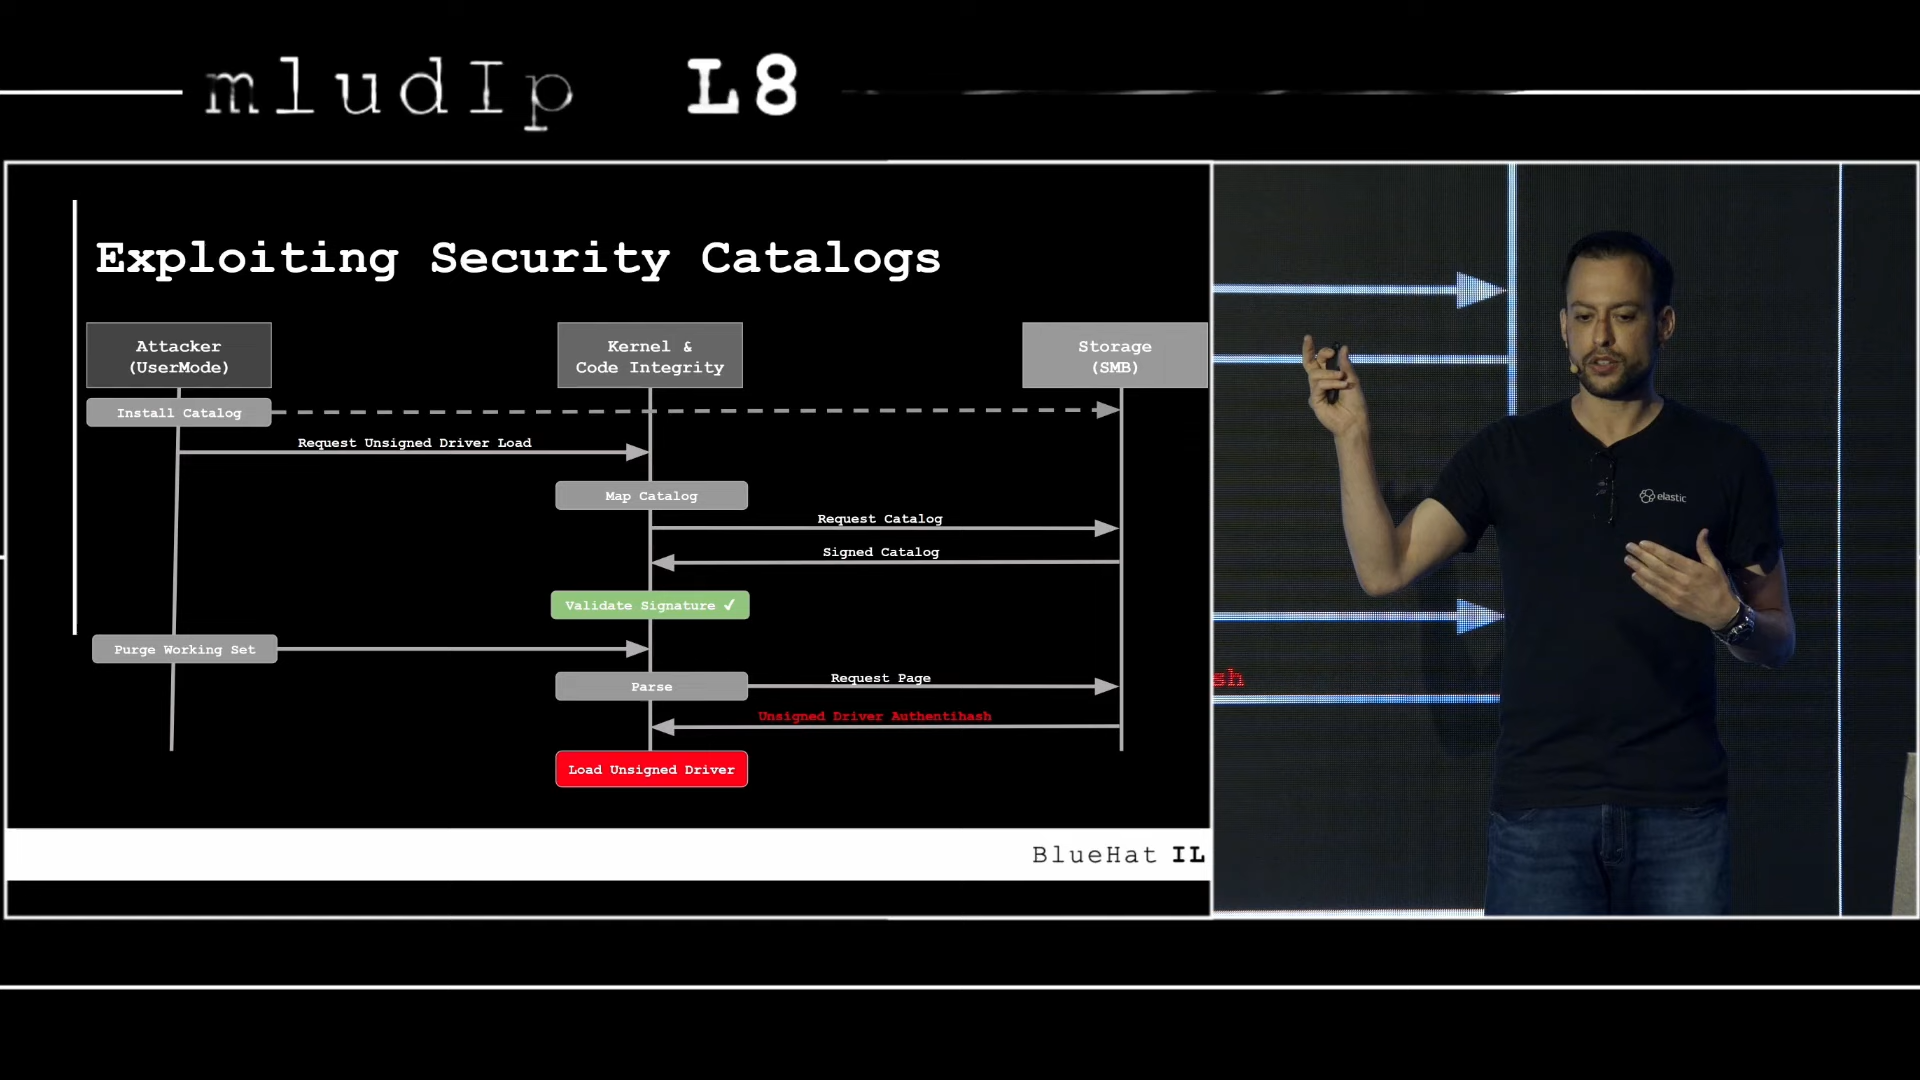 mludIp L8
Exploiting Security Catalogs
Attacker
(UserMode)
Kernel &
Code Integrity
Storage
(SMB)
Install Catalog
Request Unsigned Driver Load
Map Catalog
Request Catalog
Signed Catalog
Validate Signature ✓
Purge Working Set
Parse
Request Page
Unsigned Driver Authentihash
Load Unsigned Driver
BlueHat IL
elastic
sh